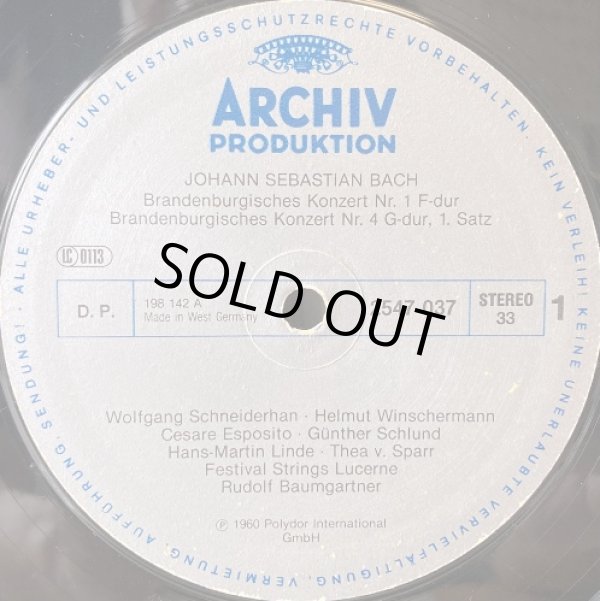 ALLE URHEBER- UND LEISTUNGSSCHUTZRECHTE VORBEHALTEN. KEIN VERLEIH! KEINE UNERLAUBTE VERVIELFÄLTIGUNG, VERMIETUNG, AUFFÜHRUNG, SENDUNG!
ARCHIV
PRODUKTION
JOHANN SEBASTIAN BACH
Brandenburgisches Konzert Nr. 1 F-dur
Brandenburgisches Konzert Nr. 4 G-dur, 1. Satz
LC 0113
SOLD OUT
D. P.
198 142 A
Made in West Germany
2547 037
STEREO
33
1
Wolfgang Schneiderhan · Helmut Winschermann
Cesare Esposito · Günther Schlund
Hans-Martin Linde · Thea v. Sparr
Festival Strings Lucerne
Rudolf Baumgartner
℗ 1960 Polydor International
GmbH